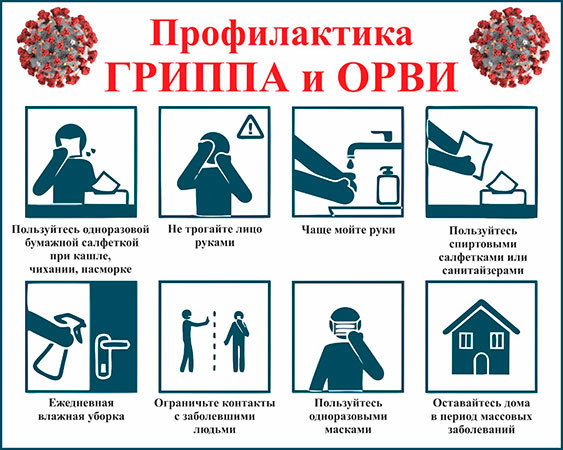 Профилактика
ГРИППА и ОРВИ
Пользуйтесь одноразовой
бумажной салфеткой
при кашле,
чихании, насморке
Не трогайте лицо
руками
Чаще мойте руки
Пользуйтесь
спиртовыми
салфетками или
санитайзерами
Ежедневная
влажная уборка
Ограничьте контакты
с заболевшими
людьми
Пользуйтесь
одноразовыми
масками
Оставайтесь дома
в период массовых
заболеваний